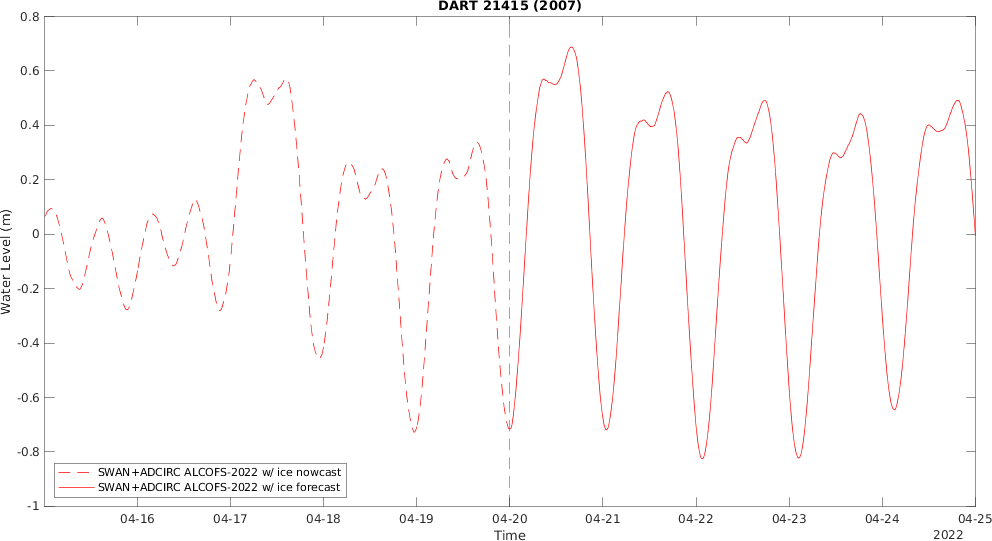 DART 21415 (2007)
0.8
0.6
0.4
0.2
0
-0.2
-0.4
-0.6
-0.8
-1
Water Level (m)
SWAN+ADCIRC ALCOFS-2022 w/ ice nowcast
SWAN+ADCIRC ALCOFS-2022 w/ ice forecast
04-16 04-17 04-18 04-19 04-20 04-21 04-22 04-23 04-24 04-25
Time
2022